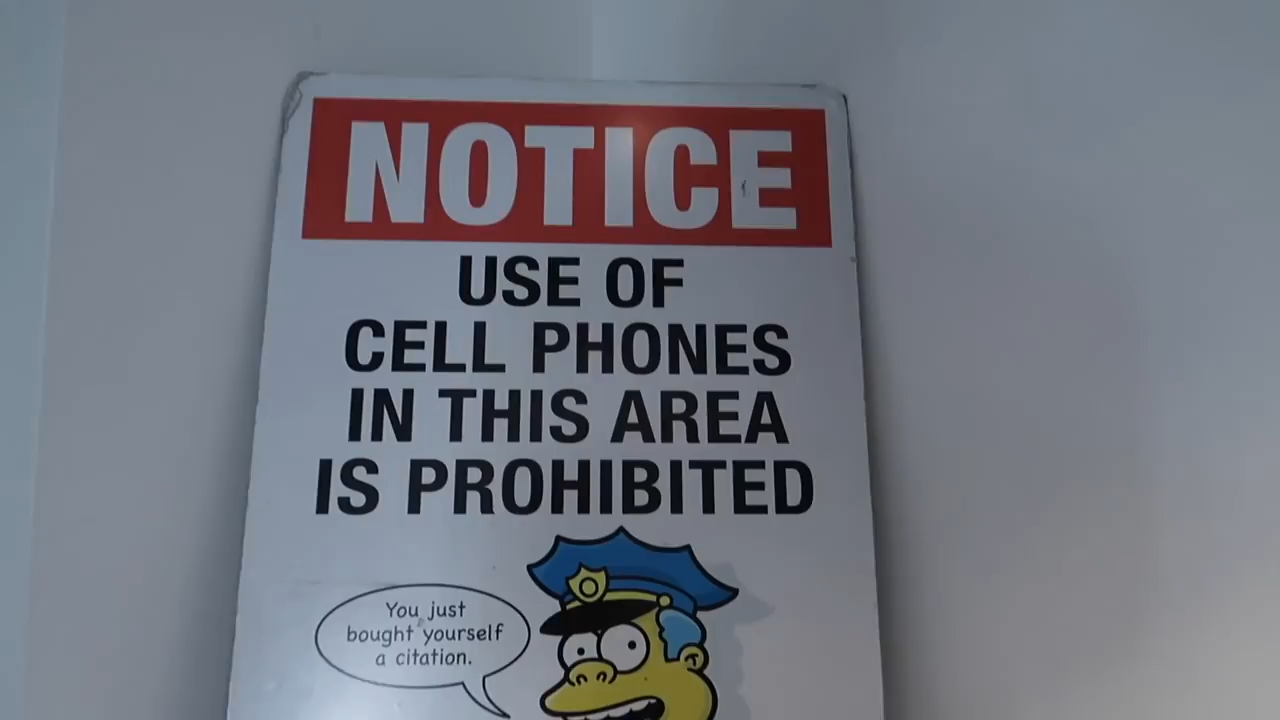 NOTICE
USE OF
CELL PHONES
IN THIS AREA
IS PROHIBITED
You just
bought yourself
a citation.